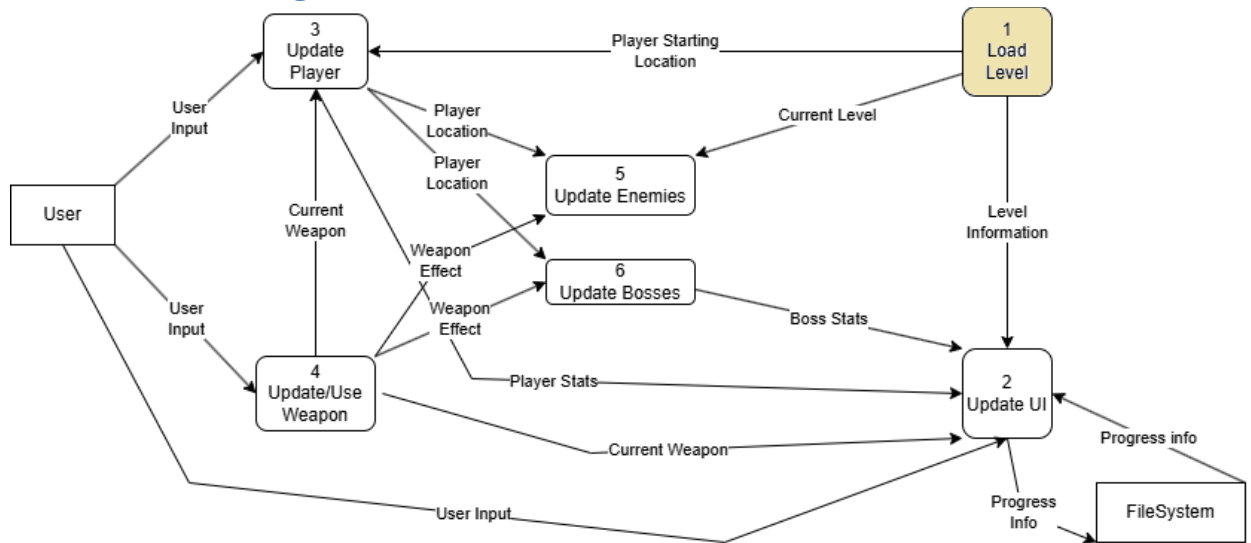 3
Update
Player
Player Starting
Location
1
Load
Level
User
Input
Player
Location
Current Level
Player
Location
5
Update Enemies
User
Current
Weapon
Level
Information
Weapon
Effect
6
Update Bosses
User
Input
Weapon
Effect
Boss Stats
4
Update/Use
Weapon
Player Stats
2
Update UI
Current Weapon
Progress info
User Input
Progress
Info
FileSystem